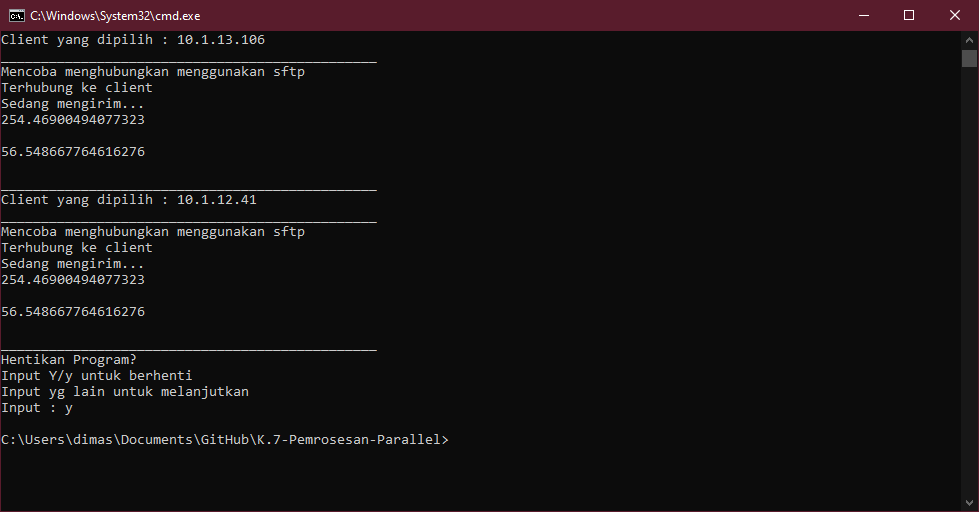 C:\Windows\System32\cmd.exe
Client yang dipilih : 10.1.13.106
_______________________________________________
Mencoba menghubungkan menggunakan sftp
Terhubung ke client
Sedang mengirim...
254.46900494077323
56.548667764616276
_______________________________________________
Client yang dipilih : 10.1.12.41
_______________________________________________
Mencoba menghubungkan menggunakan sftp
Terhubung ke client
Sedang mengirim...
254.46900494077323
56.548667764616276
_______________________________________________
Hentikan Program?
Input Y/y untuk berhenti
Input yg lain untuk melanjutkan
Input : y
C:\Users\dimas\Documents\GitHub\K.7-Pemrosesan-Parallel>